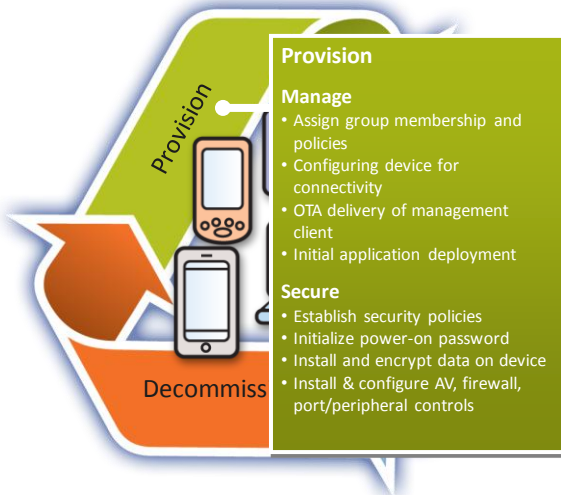 Provision
Provision
Manage
• Assign group membership and
policies
• Configuring device for
connectivity
• OTA delivery of management
client
• Initial application deployment
Secure
• Establish security policies
• Initialize power-on password
• Install and encrypt data on device
• Install & configure AV, firewall,
port/peripheral controls
Decommiss